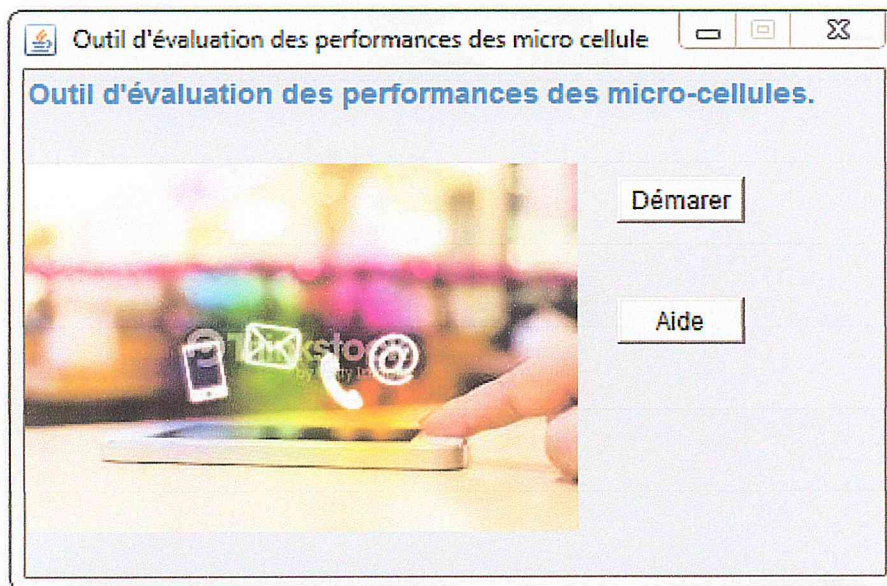 Outil d'évaluation des performances des micro cellule
Outil d'évaluation des performances des micro-cellules.
Démarer
Aide
@